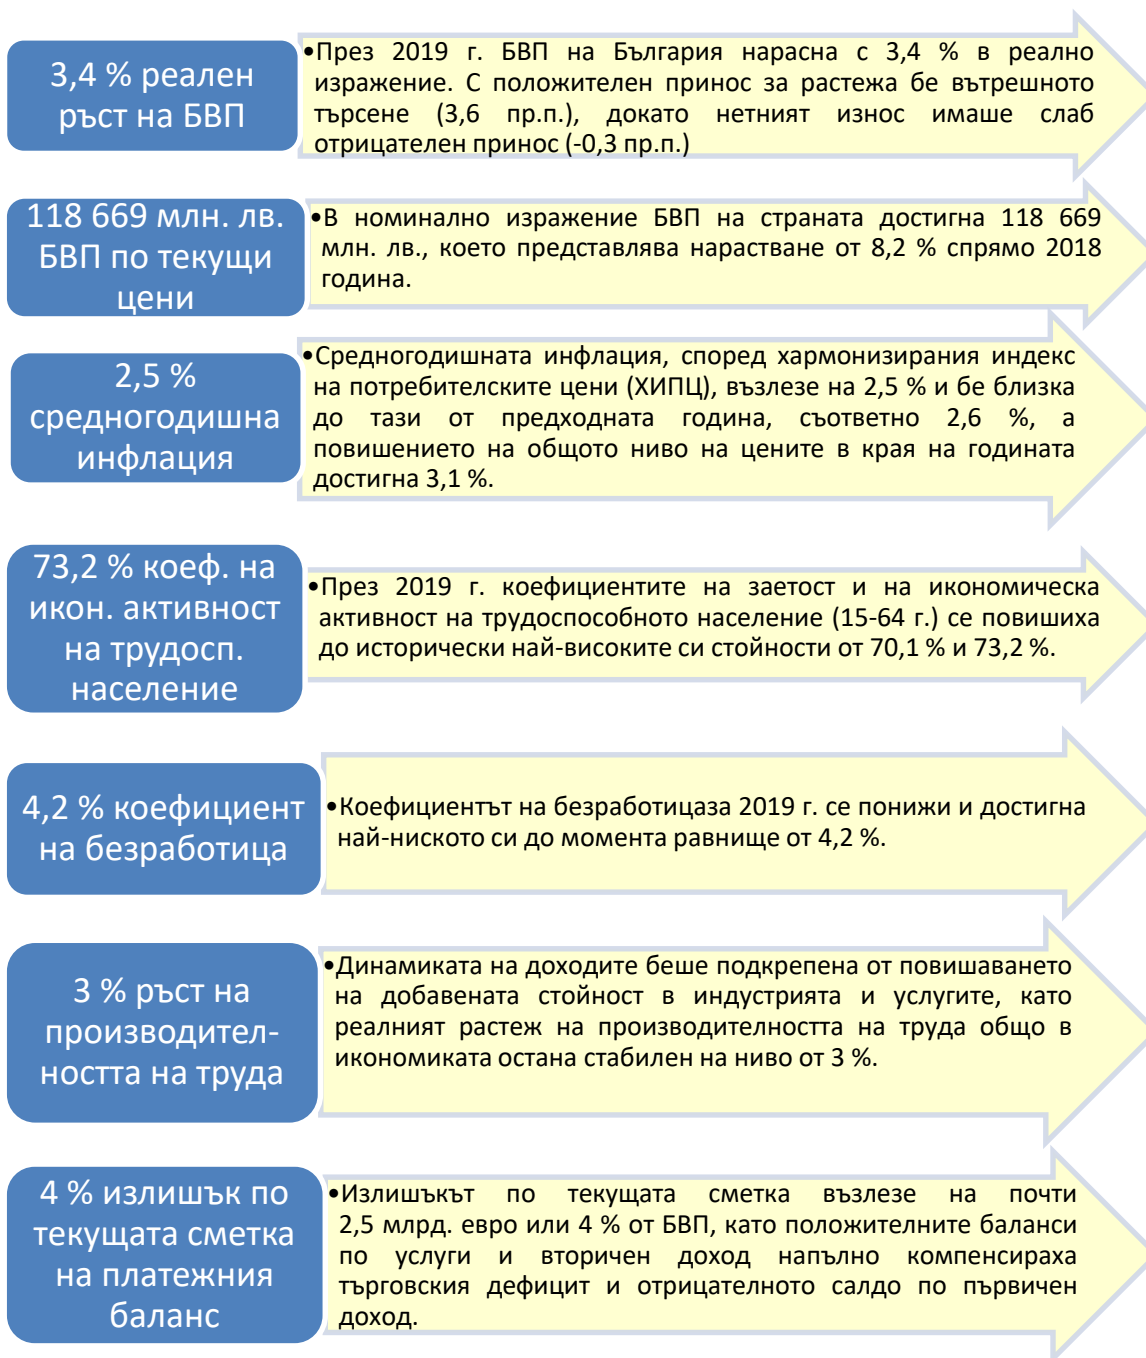 3,4 % реален
ръст на БВП
•През 2019 г. БВП на България нарасна с 3,4 % в реално
изражение. С положителен принос за растежа бе вътрешното
търсене (3,6 пр.п.), докато нетният износ имаше слаб
отрицателен принос (-0,3 пр.п.)
118 669 млн. лв.
БВП по текущи
цени
•В номинално изражение БВП на страната достигна 118 669
млн. лв., което представлява нарастване от 8,2 % спрямо 2018
година.
2,5 %
средногодишна
инфлация
•Средногодишната инфлация, според хармонизирания индекс
на потребителските цени (ХИПЦ), възлезе на 2,5 % и бе близка
до тази от предходната година, съответно 2,6 %, а
повишението на общото ниво на цените в края на годината
достигна 3,1 %.
73,2 % коеф. на
икон. активност
на трудосп.
население
•През 2019 г. коефициентите на заетост и на икономическа
активност на трудоспособното население (15-64 г.) се повишиха
до исторически най-високите си стойности от 70,1 % и 73,2 %.
4,2 % коефициент
на безработица
•Коефициентът на безработицаза 2019 г. се понижи и достигна
най-ниското си до момента равнище от 4,2 %.
3 % ръст на
производител-
ността на труда
•Динамиката на доходите беше подкрепена от повишаването
на добавената стойност в индустрията и услугите, като
реалният растеж на производителността на труда общо в
икономиката остана стабилен на ниво от 3 %.
4 % излишък по
текущата сметка
на платежния
баланс
•Излишъкът по текущата сметка възлезе на почти
2,5 млрд. евро или 4 % от БВП, като положителните баланси
по услуги и вторичен доход напълно компенсираха
търговския дефицит и отрицателното салдо по първичен
доход.